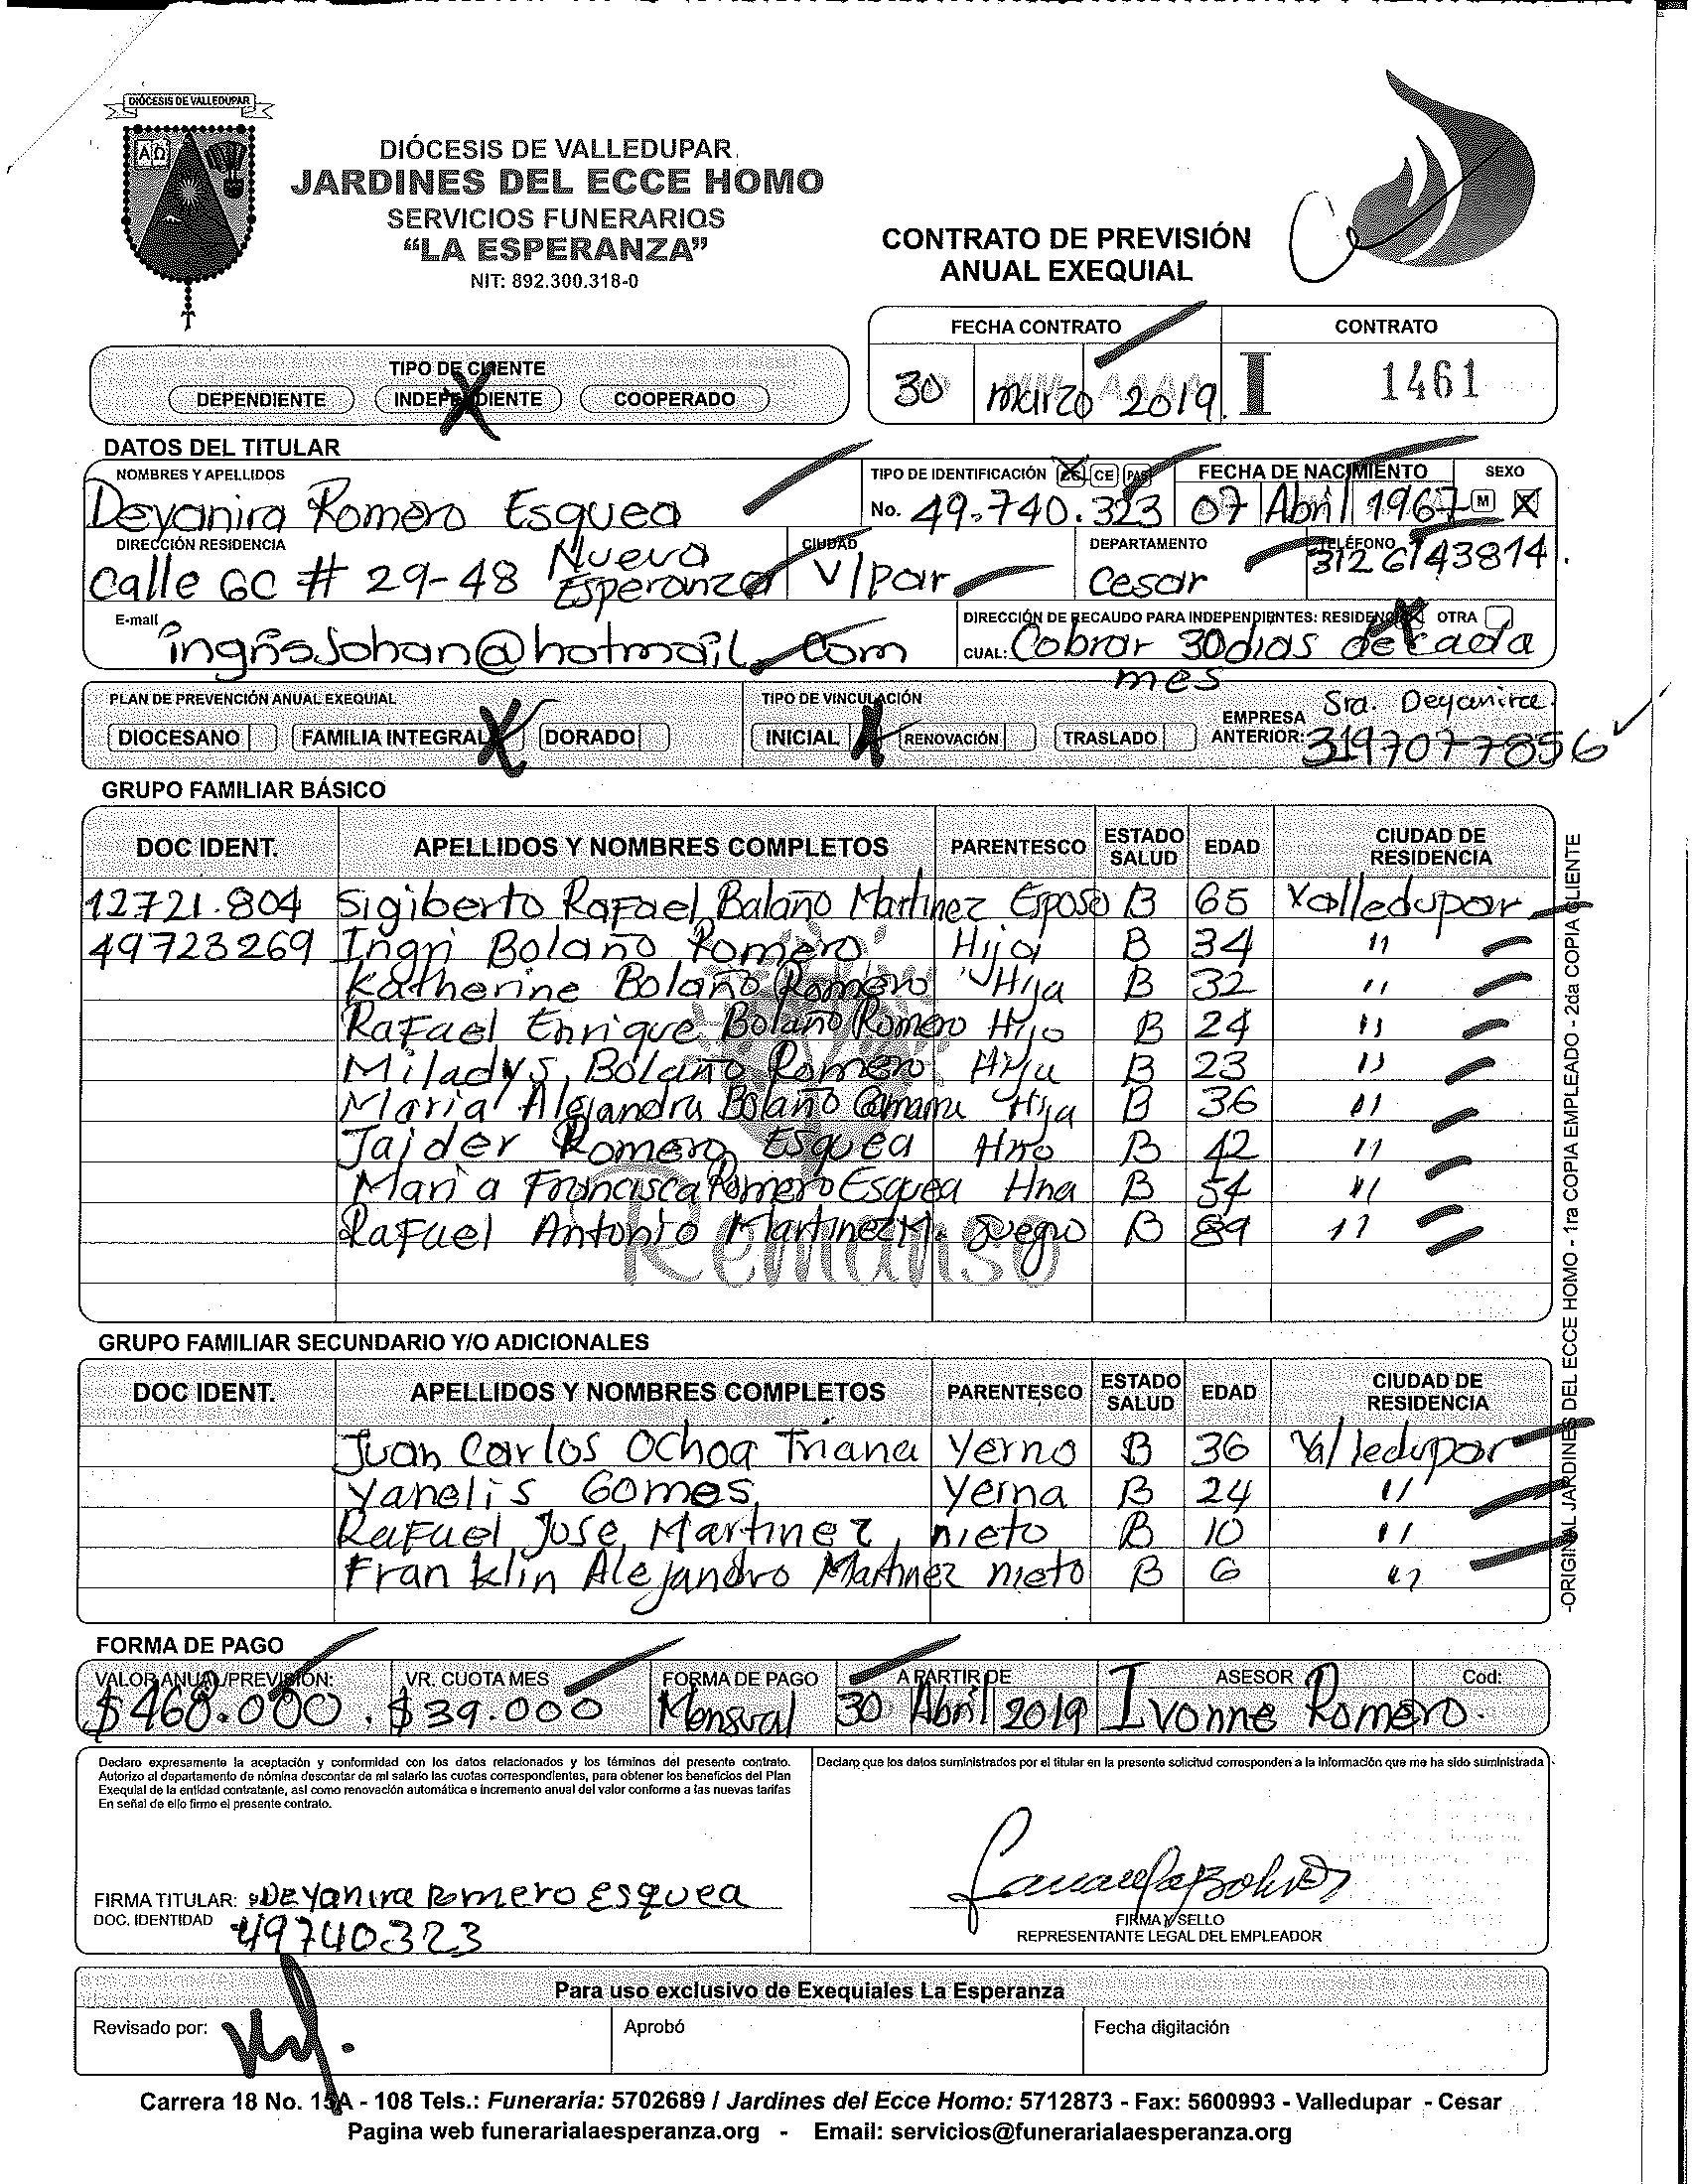 DIÓCESIS DE VALLEDUPAR
DIÓCESIS DE VALLEDUPAR
JARDINES DEL ECCE HOMO
SERVICIOS FUNERARIOS
“LA ESPERANZA”
NIT: 892.300.318-0
CONTRATO DE PREVISIÓN
ANUAL EXEQUIAL
FECHA CONTRATO CONTRATO
30 marzo 2019. I 1461
TIPO DE CLIENTE
DEPENDIENTE INDEPENDIENTE X COOPERADO
DATOS DEL TITULAR
NOMBRES Y APELLIDOS TIPO DE IDENTIFICACIÓN CC CE PAS FECHA DE NACIMIENTO SEXO
Deyanira Romero Esquea No. 49.740.323 07 Abril 1967 M X
DIRECCIÓN RESIDENCIA CIUDAD DEPARTAMENTO TELÉFONO
Calle 6C # 29-48 Nueva Esperanza V/par Cesar 3126143814.
E-mail DIRECCIÓN DE RECAUDO PARA INDEPENDIENTES: RESIDENCIA X OTRA
ingrisJohan@hotmail.com CUAL: Cobrar 30 dias de cada
mes
PLAN DE PREVENCIÓN ANUAL EXEQUIAL TIPO DE VINCULACIÓN Sra. Deyanira
DIOCESANO FAMILIA INTEGRAL X DORADO INICIAL X RENOVACIÓN TRASLADO EMPRESA ANTERIOR: 3197077856
GRUPO FAMILIAR BÁSICO
DOC IDENT. APELLIDOS Y NOMBRES COMPLETOS PARENTESCO ESTADO SALUD EDAD CIUDAD DE RESIDENCIA
12721.804 Sigiberto Rafael Balaño Martinez Esposo B 65 Valledupar
49723269 Ingri Bolaño Romero Hija B 34 "
Katherine Bolaño Romero Hija B 32 "
Rafael Enrique Bolaño Romero Hijo B 24 "
Miladys Bolaño Romero Hija B 23 "
Maria Alejandra Bolaño Hija B 36 "
Jaider Romero Esquea Hno B 42 "
Maria Francisca Romero Esquea Hna B 54 "
Rafael Antonio Martinez M. Suegro B 89 "
Remanso
GRUPO FAMILIAR SECUNDARIO Y/O ADICIONALES
DOC IDENT. APELLIDOS Y NOMBRES COMPLETOS PARENTESCO ESTADO SALUD EDAD CIUDAD DE RESIDENCIA
Juan Carlos Ochoa Triana Yerno B 36 Valledupar
Yanelis Gomes Yerna B 24 "
Rafael Jose Martinez nieto B 10 "
Franklin Alejandro Martinez nieto B 6 "
FORMA DE PAGO
VALOR ANUAL/PREVISIÓN: VR. CUOTA MES FORMA DE PAGO A PARTIR DE ASESOR Cod:
$468.000. $39.000 Mensual 30 Abril 2019 Ivonne Romero.
Declaro expresamente la aceptación y conformidad con los datos relacionados y los términos del presente contrato.
Autorizo al departamento de nómina descontar de mi salario las cuotas correspondientes, para obtener los beneficios del Plan
Exequial de la entidad contratante, así como renovación automática e incremento anual del valor conforme a las nuevas tarifas
En señal de ello firmo el presente contrato.
Declaro que los datos suministrados por el titular en la presente solicitud corresponden a la información que me ha sido suministrada
FIRMA TITULAR: Deyanira Romero Esquea
DOC. IDENTIDAD 49740323
FIRMA Y SELLO
REPRESENTANTE LEGAL DEL EMPLEADOR
Para uso exclusivo de Exequiales La Esperanza
Revisado por: Aprobó Fecha digitación
Carrera 18 No. 15A - 108 Tels.: Funeraria: 5702689 / Jardines del Ecce Homo: 5712873 - Fax: 5600993 - Valledupar - Cesar
Pagina web funerarialaesperanza.org - Email: servicios@funerarialaesperanza.org
-ORIGINAL JARDINES DEL ECCE HOMO - 1ra COPIA EMPLEADO - 2da COPIA CLIENTE